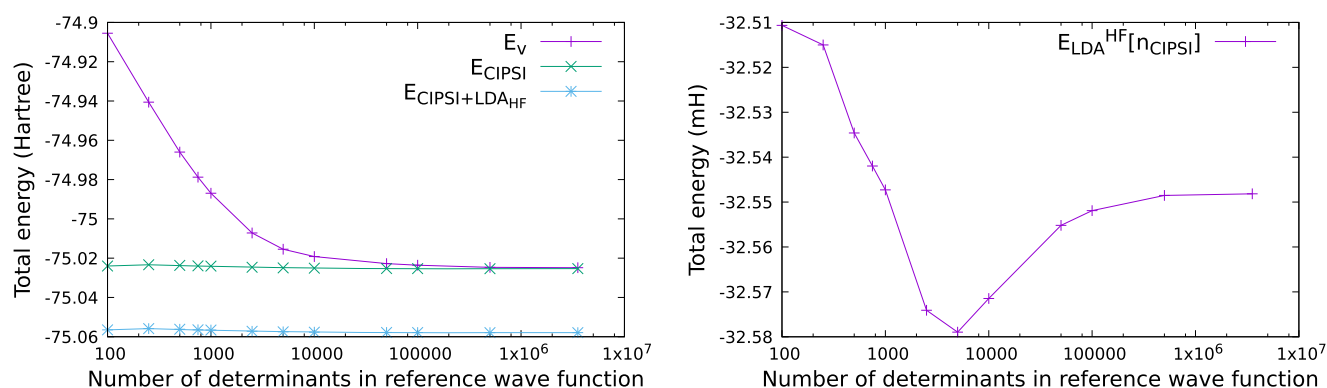 -74.9
-74.92
-74.94
-74.96
-74.98
-75
-75.02
-75.04
-75.06
Total energy (Hartree)
E_V
E_CIPSI
E_CIPSI+LDA_HF
100
1000
10000
100000
1x10^6
1x10^7
Number of determinants in reference wave function
-32.51
-32.52
-32.53
-32.54
-32.55
-32.56
-32.57
-32.58
Total energy (mH)
E_LDA^HF[n_CIPSI]
100
1000
10000
100000
1x10^6
1x10^7
Number of determinants in reference wave function